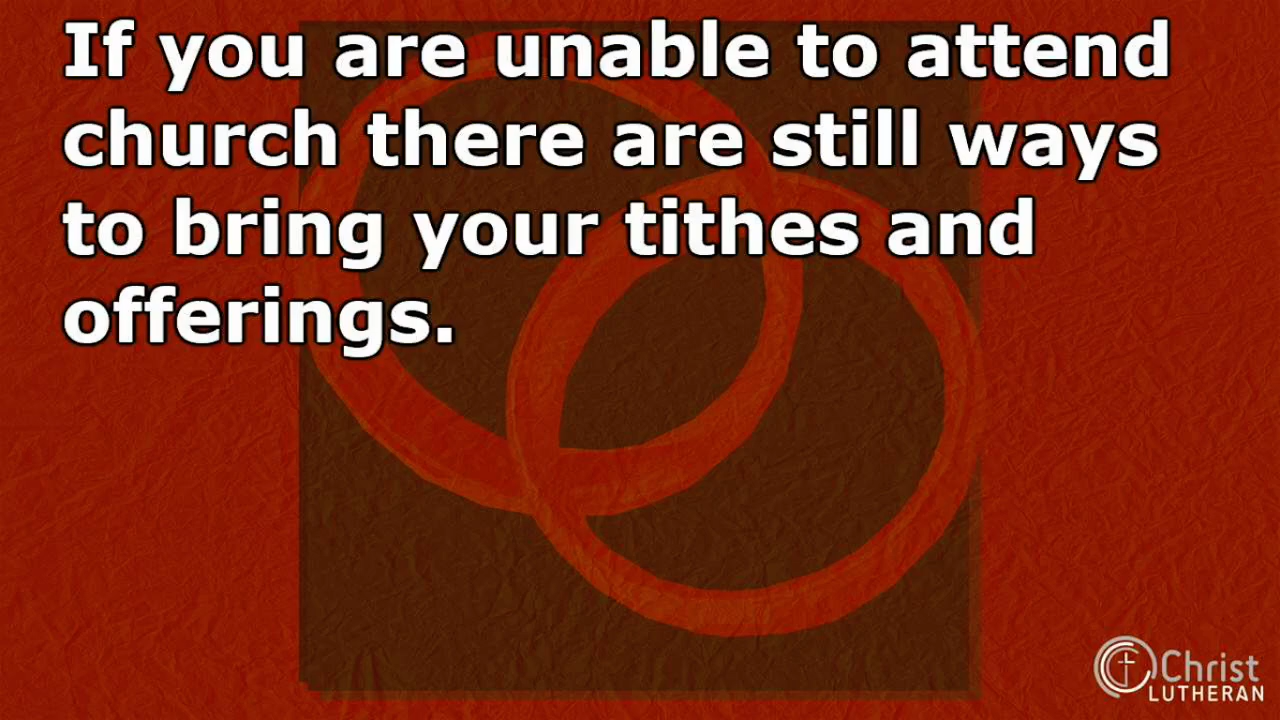 If you are unable to attend
church there are still ways
to bring your tithes and
offerings.
Christ
LUTHERAN